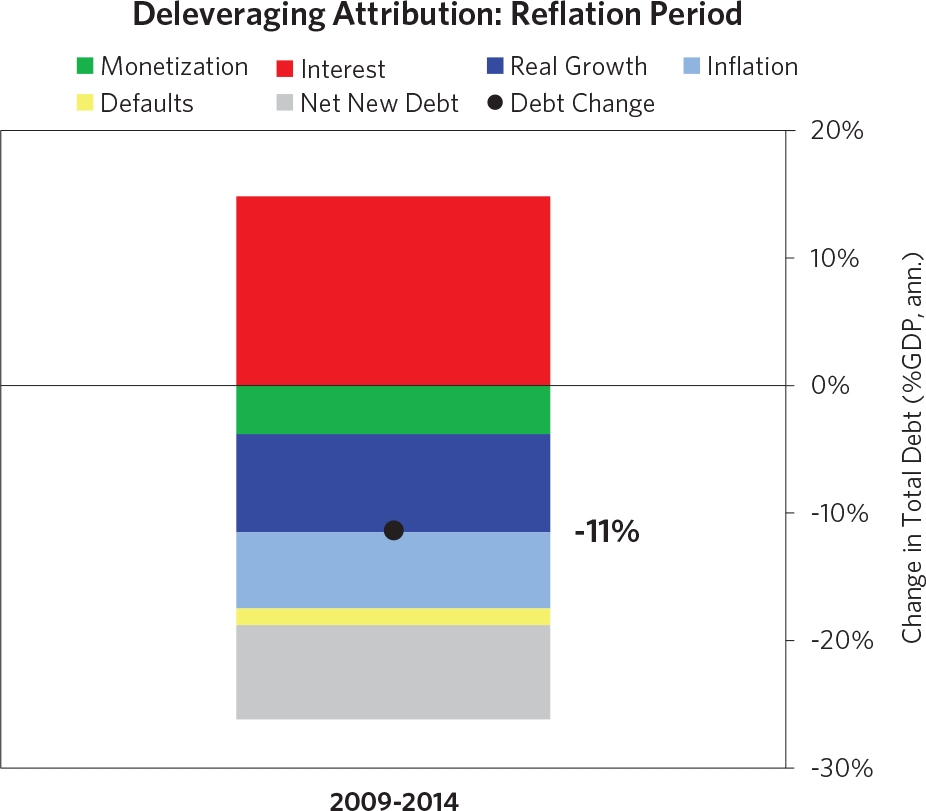 Deleveraging Attribution: Reflation Period
Monetization Interest Real Growth Inflation
Defaults Net New Debt Debt Change
20%
10%
0%
-10%
-20%
-30%
Change in Total Debt (%GDP, ann.)
-11%
2009-2014